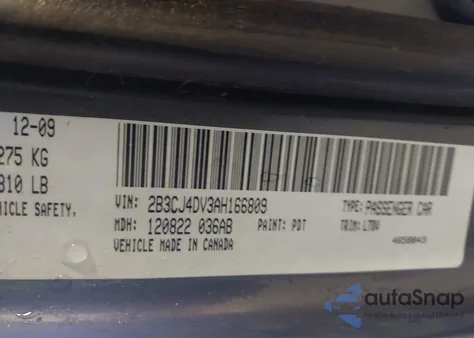 12-09
275 KG
810 LB
HICLE SAFETY,
VIN: 2B3CJ4DV3AH166809
TYPE: PASSENGER CAR
MDH: 120822 036AB
PAINT: PDT
TRIM: L7DV
VEHICLE MADE IN CANADA
autoSnap